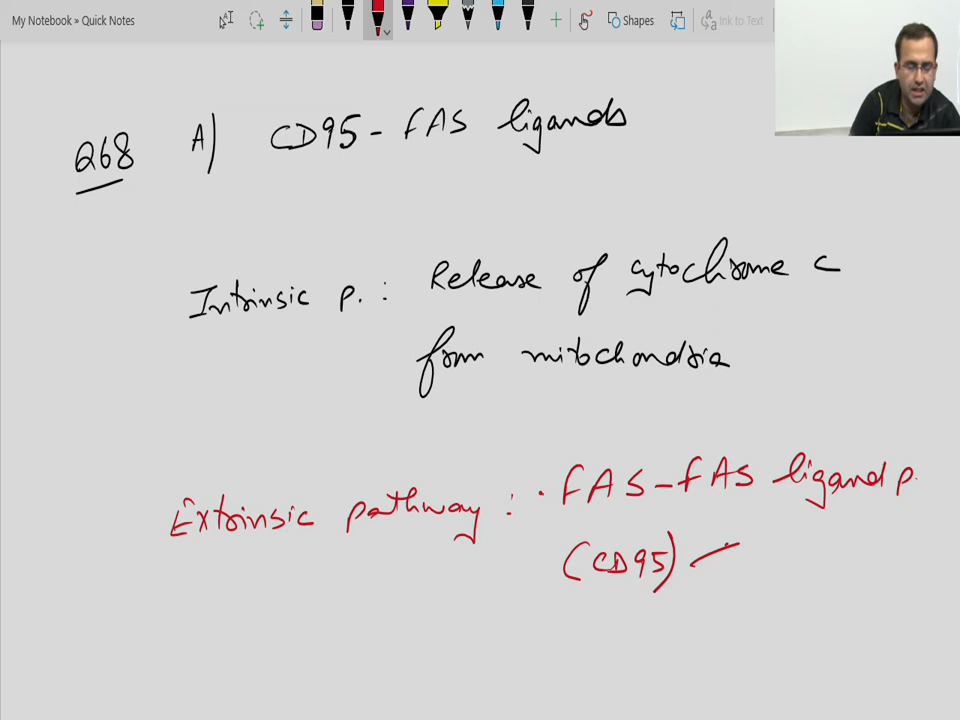 My Notebook » Quick Notes
Shapes
Ink to Text
Q68 A) CD95 - FAS ligands
Intrinsic p. : Release of cytochrome c
from mitochondria
Extrinsic pathway : · FAS - FAS ligand p.
(CD95)